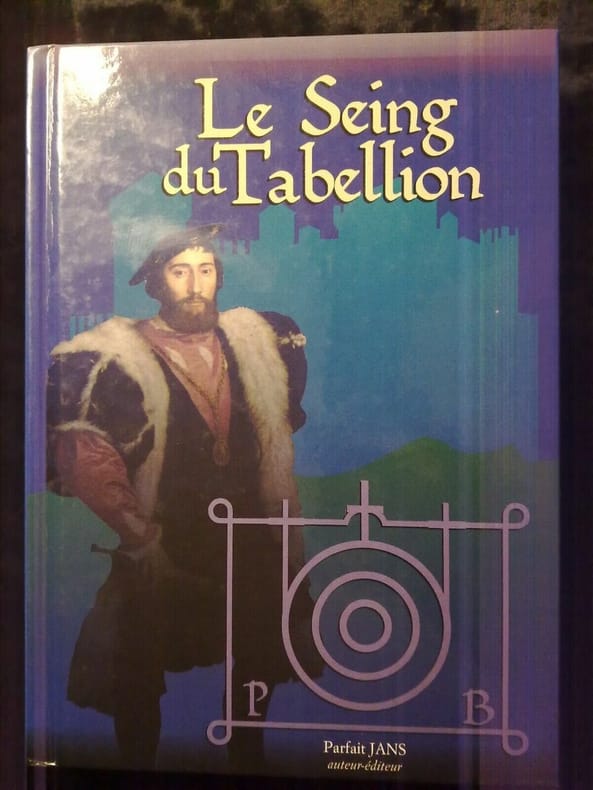 Le Seing
du Tabellion
P B
Parfait JANS
auteur-éditeur